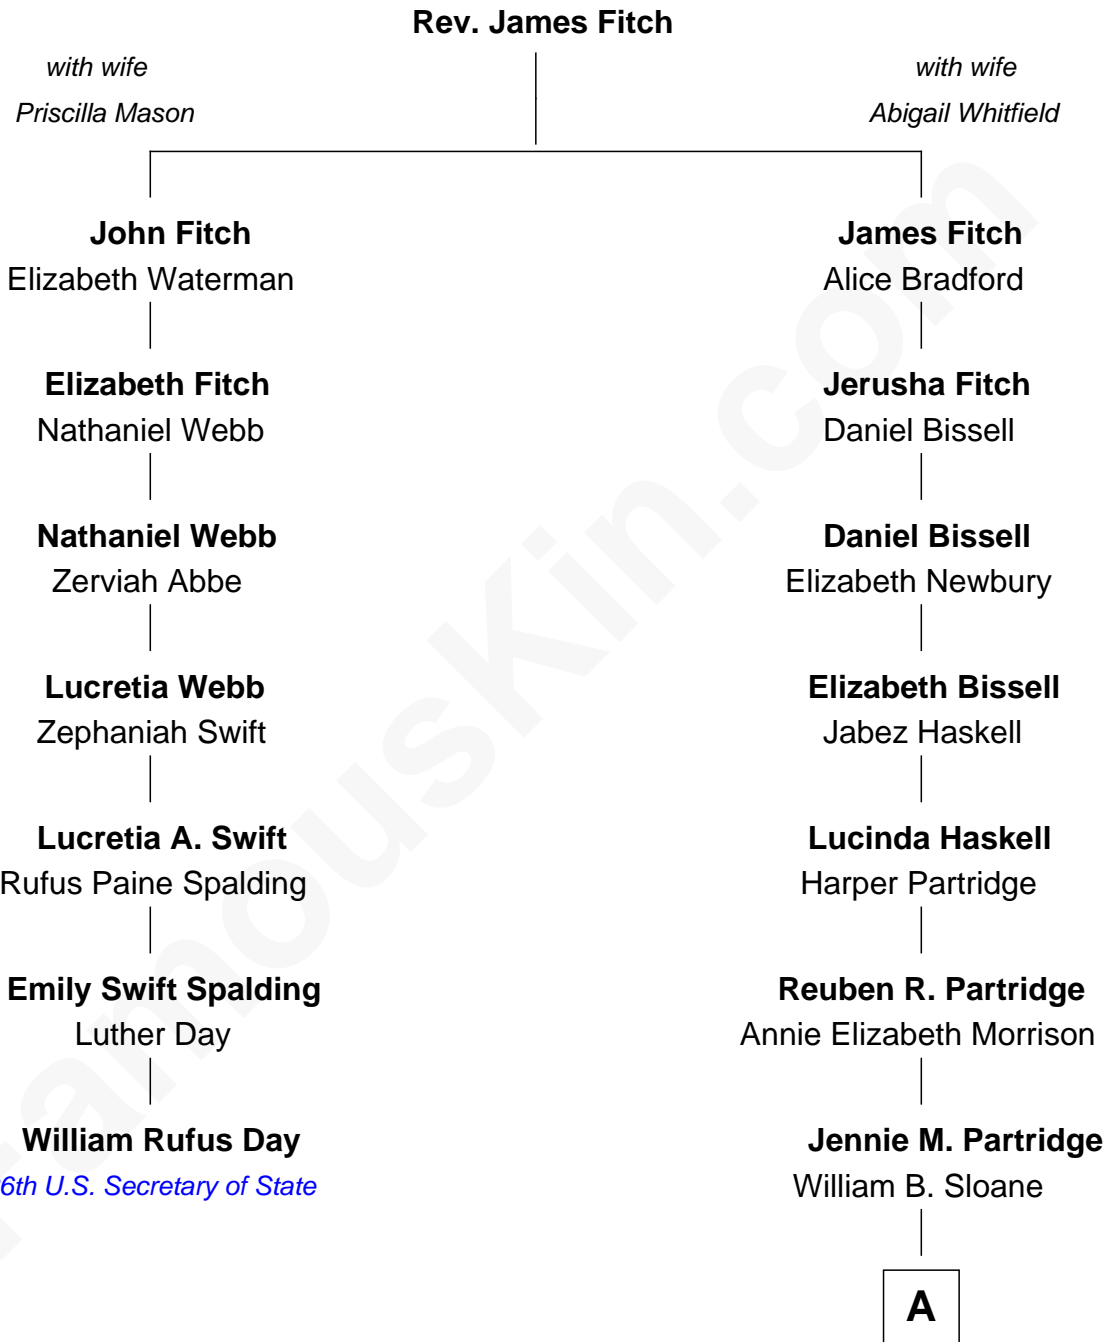 Rev. James Fitch
with wife
Priscilla Mason
with wife
Abigail Whitfield
John Fitch
Elizabeth Waterman
James Fitch
Alice Bradford
Elizabeth Fitch
Nathaniel Webb
Jerusha Fitch
Daniel Bissell
Nathaniel Webb
Zerviah Abbe
Daniel Bissell
Elizabeth Newbury
Lucretia Webb
Zephaniah Swift
Elizabeth Bissell
Jabez Haskell
Lucretia A. Swift
Rufus Paine Spalding
Lucinda Haskell
Harper Partridge
Emily Swift Spalding
Luther Day
Reuben R. Partridge
Annie Elizabeth Morrison
William Rufus Day
6th U.S. Secretary of State
Jennie M. Partridge
William B. Sloane
A
FamousKin.com